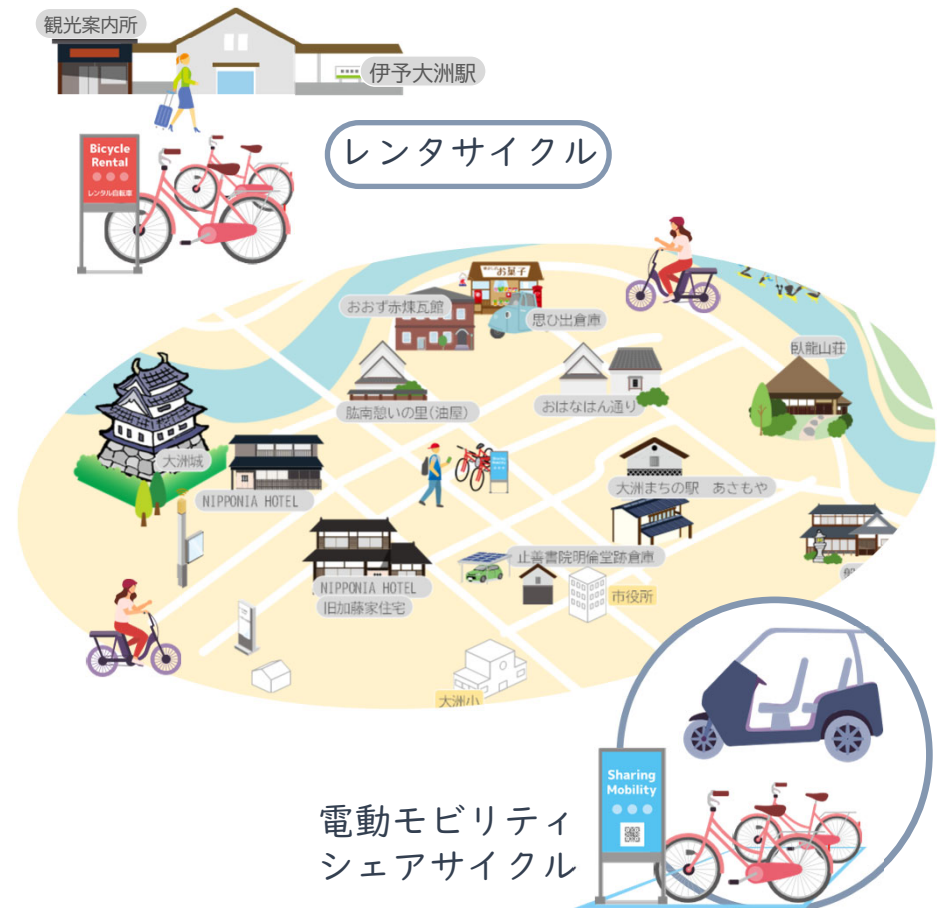 観光案内所
伊予大洲駅
レンタサイクル
Bicycle
Rental
レンタル自転車
お菓子
おおず赤煉瓦館
思ひ出倉庫
臥龍山荘
肱南憩いの里(油屋)
おはなはん通り
大洲城
NIPPONIA HOTEL
大洲まちの駅 あさもや
止善書院明倫堂跡倉庫
NIPPONIA HOTEL
旧加藤家住宅
市役所
大洲小
Sharing
Mobility
電動モビリティ
シェアサイクル